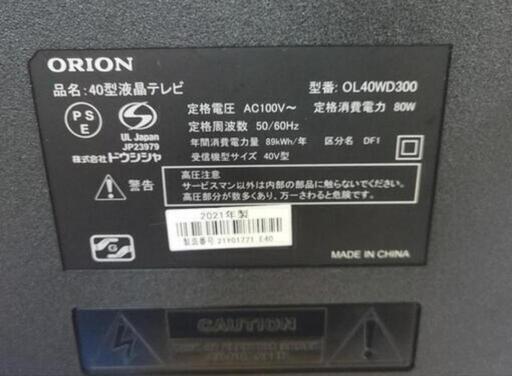 ORION
品名:40型液晶テレビ
型番: OL40WD300
P S E
UL Japan
JP23979
株式会社ドウシシャ
定格電圧 AC100V～ 定格消費電力 80W
定格周波数 50/60Hz
年間消費電力量 89kWh/年 区分名 DF1
受信機型サイズ 40V型
警告
高圧注意
サービスマン以外は内部の部品に触らないでください。
高圧部分が数多くあり、万一さわると危険です。
2021年製
製造番号:21Y01771 E40
MADE IN CHINA
CAUTION